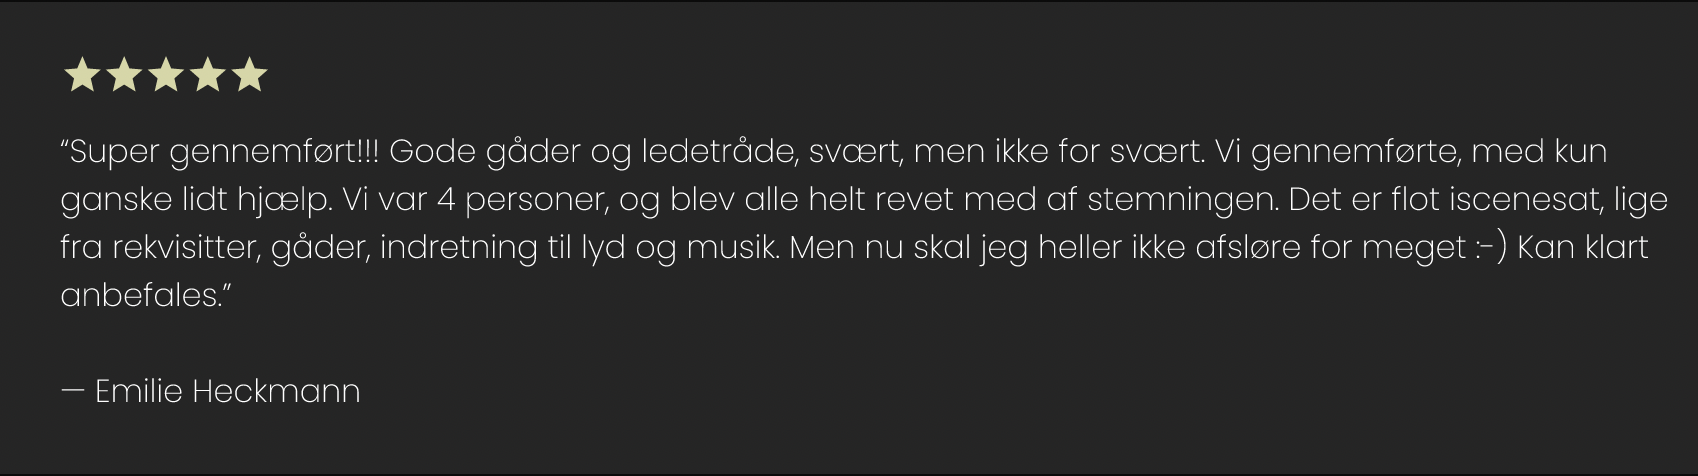 “Super gennemført!!! Gode gåder og ledetråde, svært, men ikke for svært. Vi gennemførte, med kun
ganske lidt hjælp. Vi var 4 personer, og blev alle helt revet med af stemningen. Det er flot iscenesat, lige
fra rekvisitter, gåder, indretning til lyd og musik. Men nu skal jeg heller ikke afsløre for meget :-) Kan klart
anbefales.”
— Emilie Heckmann